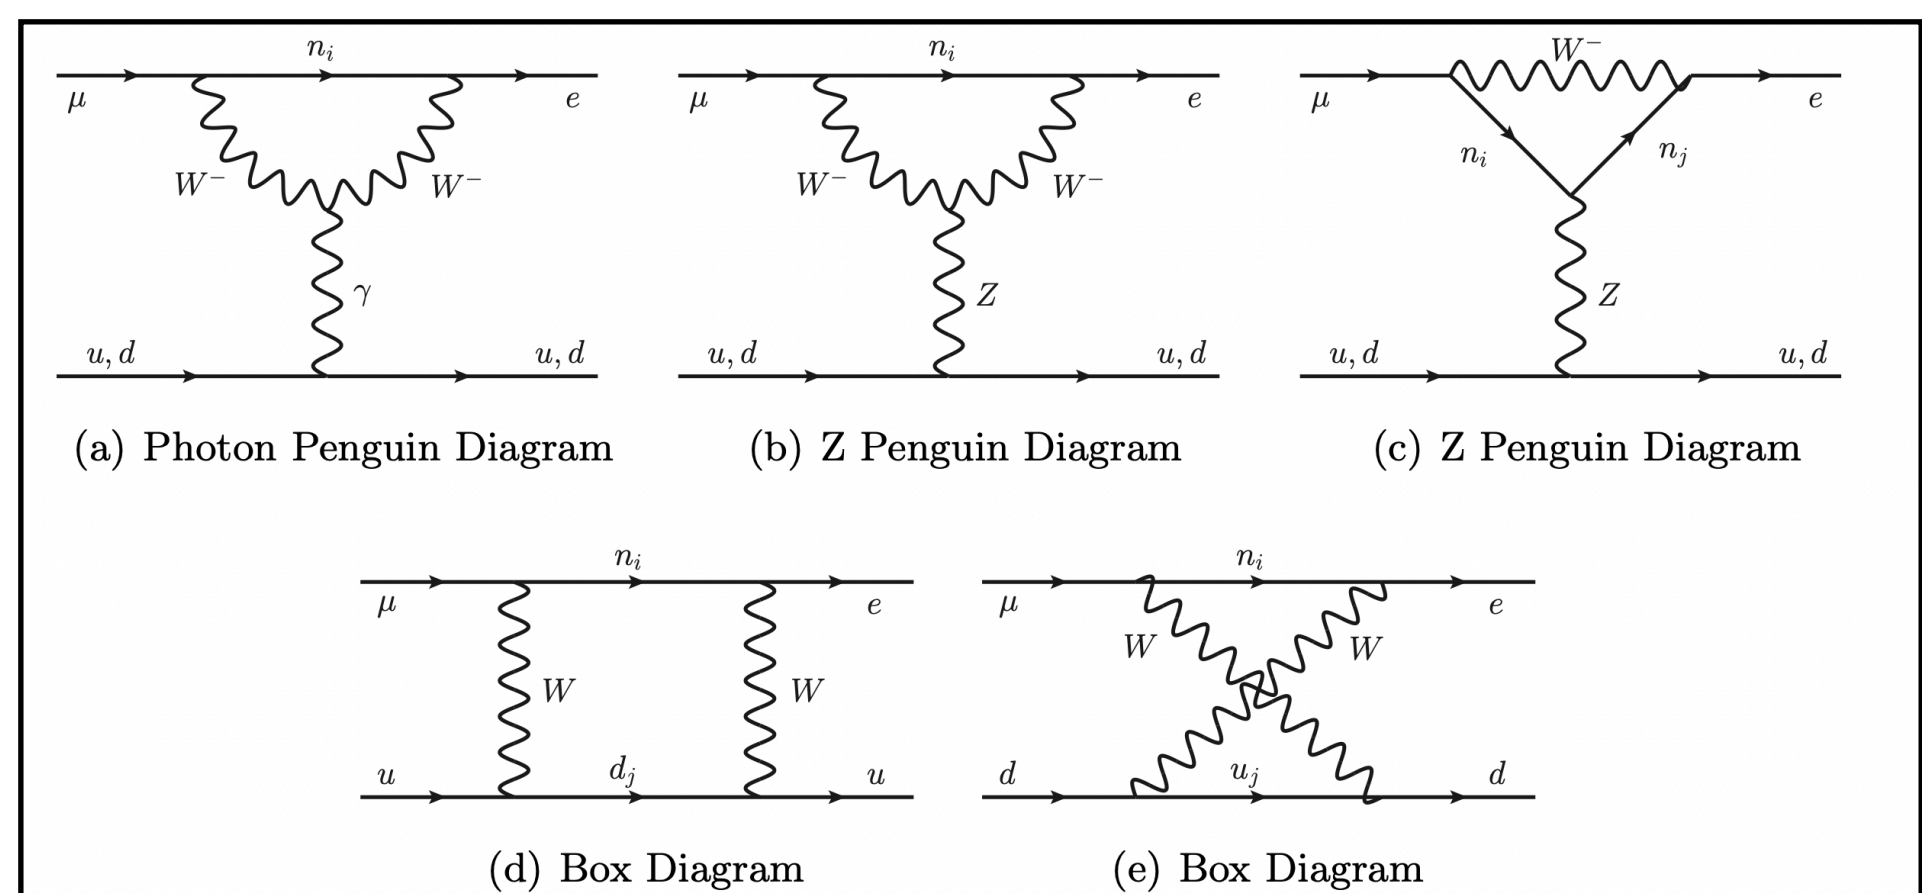 n_i n_i W⁻
μ e μ e μ e
n_i n_j
W⁻ W⁻ W⁻ W⁻
γ Z Z
u, d u, d u, d u, d u, d u, d
(a) Photon Penguin Diagram (b) Z Penguin Diagram (c) Z Penguin Diagram
n_i n_i
μ e μ e
W W
W W
u d_j u d u_j d
(d) Box Diagram (e) Box Diagram